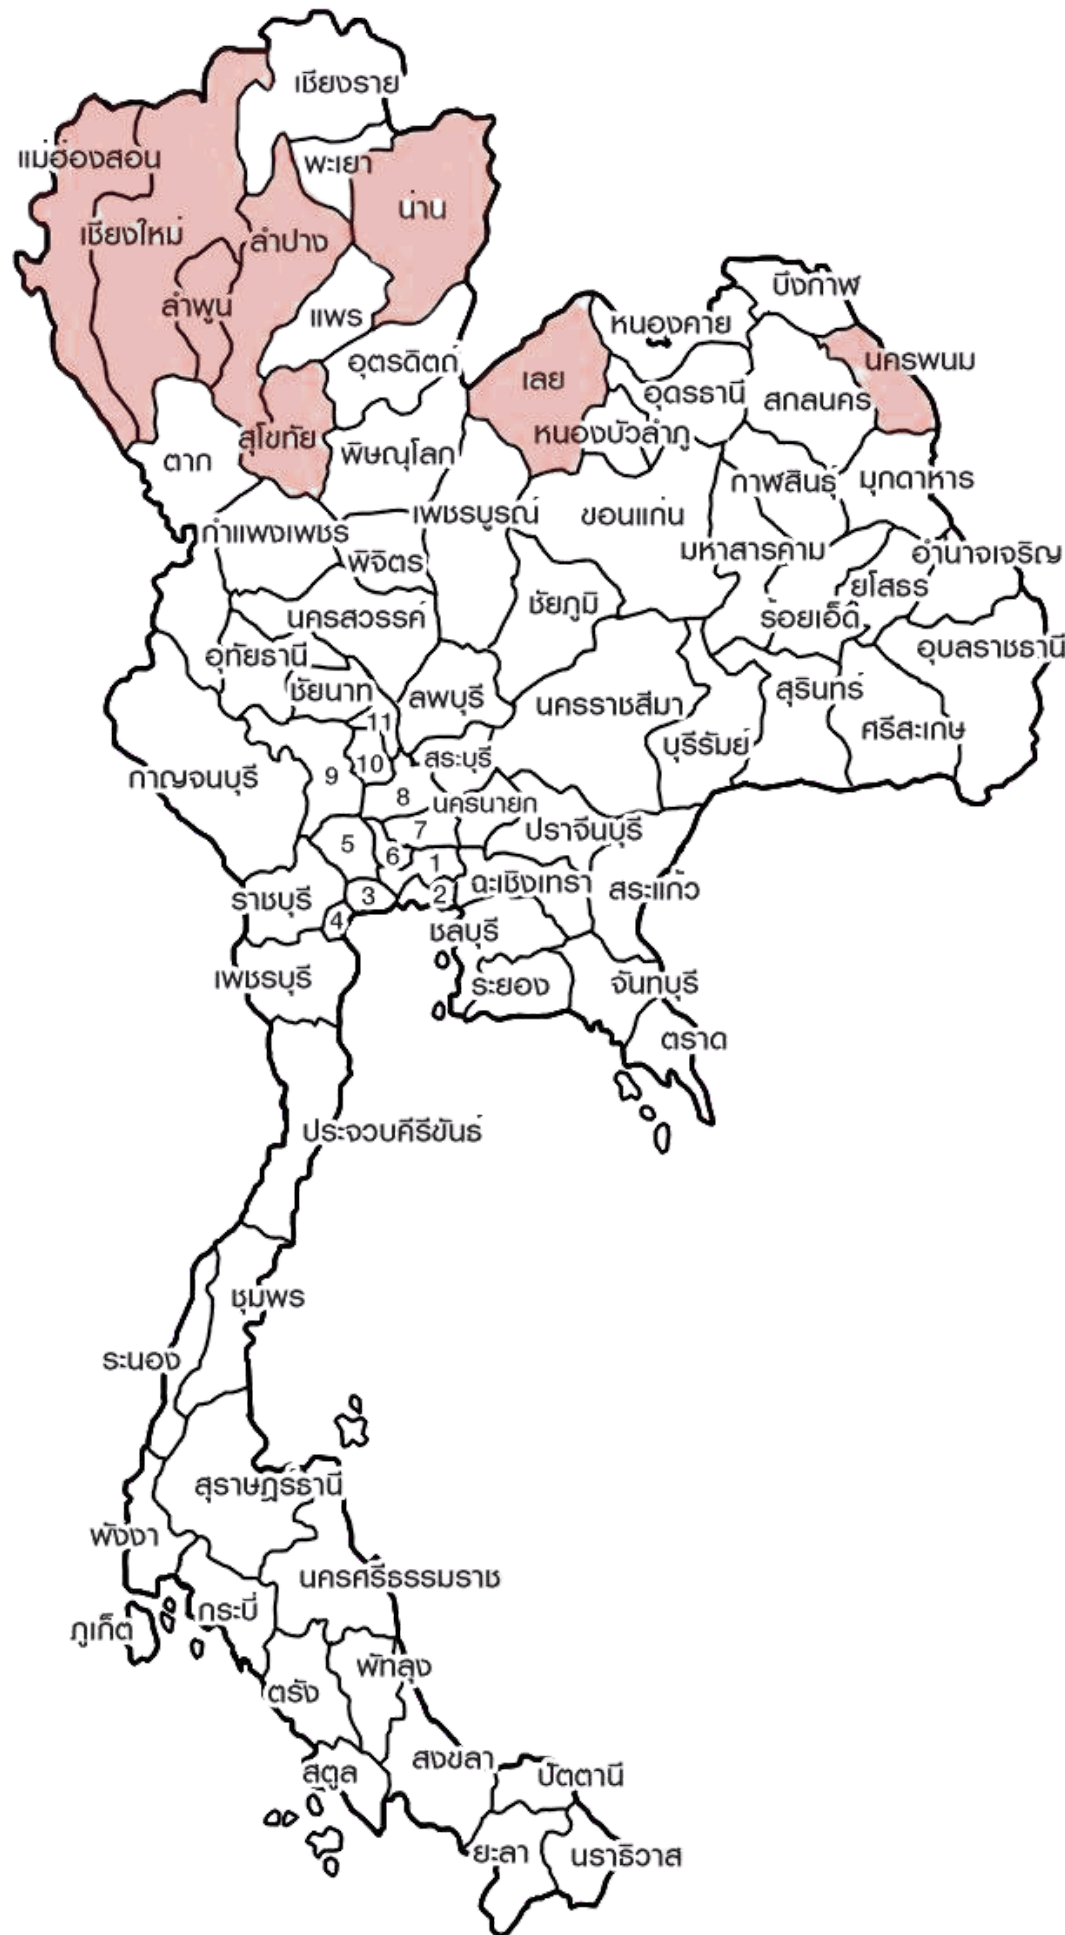 เชียงราย
แม่ฮ่องสอน
พะเยา
น่าน
เชียงใหม่
ลำปาง
ลำพูน
แพร่
อุตรดิตถ์
บึงกาฬ
หนองคาย
นครพนม
เลย
อุดรธานี
สกลนคร
สุโขทัย
หนองบัวลำภู
ตาก
พิษณุโลก
กาฬสินธุ์
มุกดาหาร
กำแพงเพชร
เพชรบูรณ์
ขอนแก่น
พิจิตร
มหาสารคาม
อำนาจเจริญ
ยโสธร
ชัยภูมิ
นครสวรรค์
ร้อยเอ็ด
อุบลราชธานี
อุทัยธานี
ชัยนาท
ลพบุรี
นครราชสีมา
สุรินทร์
ศรีสะเกษ
11
บุรีรัมย์
สระบุรี
10
9
กาญจนบุรี
8
นครนายก
7
ปราจีนบุรี
5
6
1
ฉะเชิงเทรา
สระแก้ว
ราชบุรี
3
2
4
ชลบุรี
เพชรบุรี
ระยอง
จันทบุรี
ตราด
ประจวบคีรีขันธ์
ชุมพร
ระนอง
สุราษฎร์ธานี
พังงา
นครศรีธรรมราช
กระบี่
ภูเก็ต
พัทลุง
ตรัง
สงขลา
สตูล
ปัตตานี
ยะลา
นราธิวาส